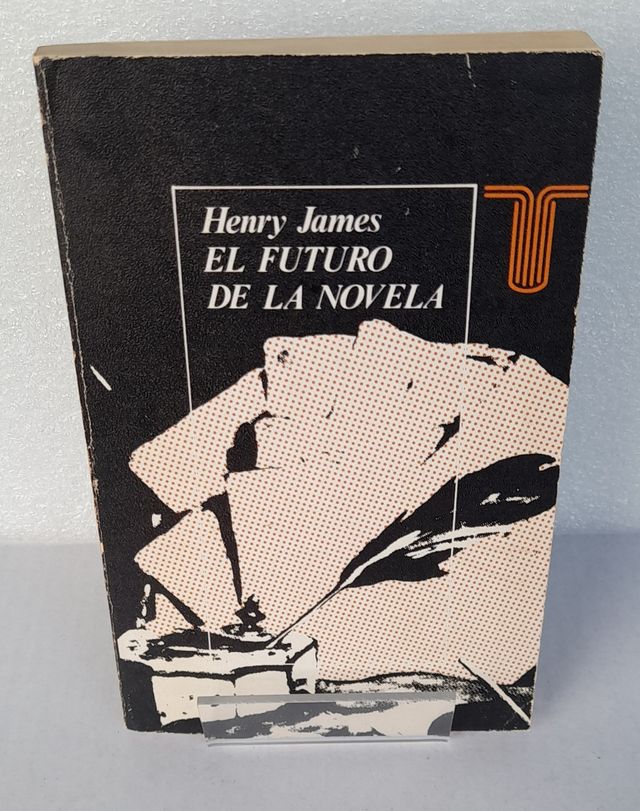 Henry James
EL FUTURO
DE LA NOVELA